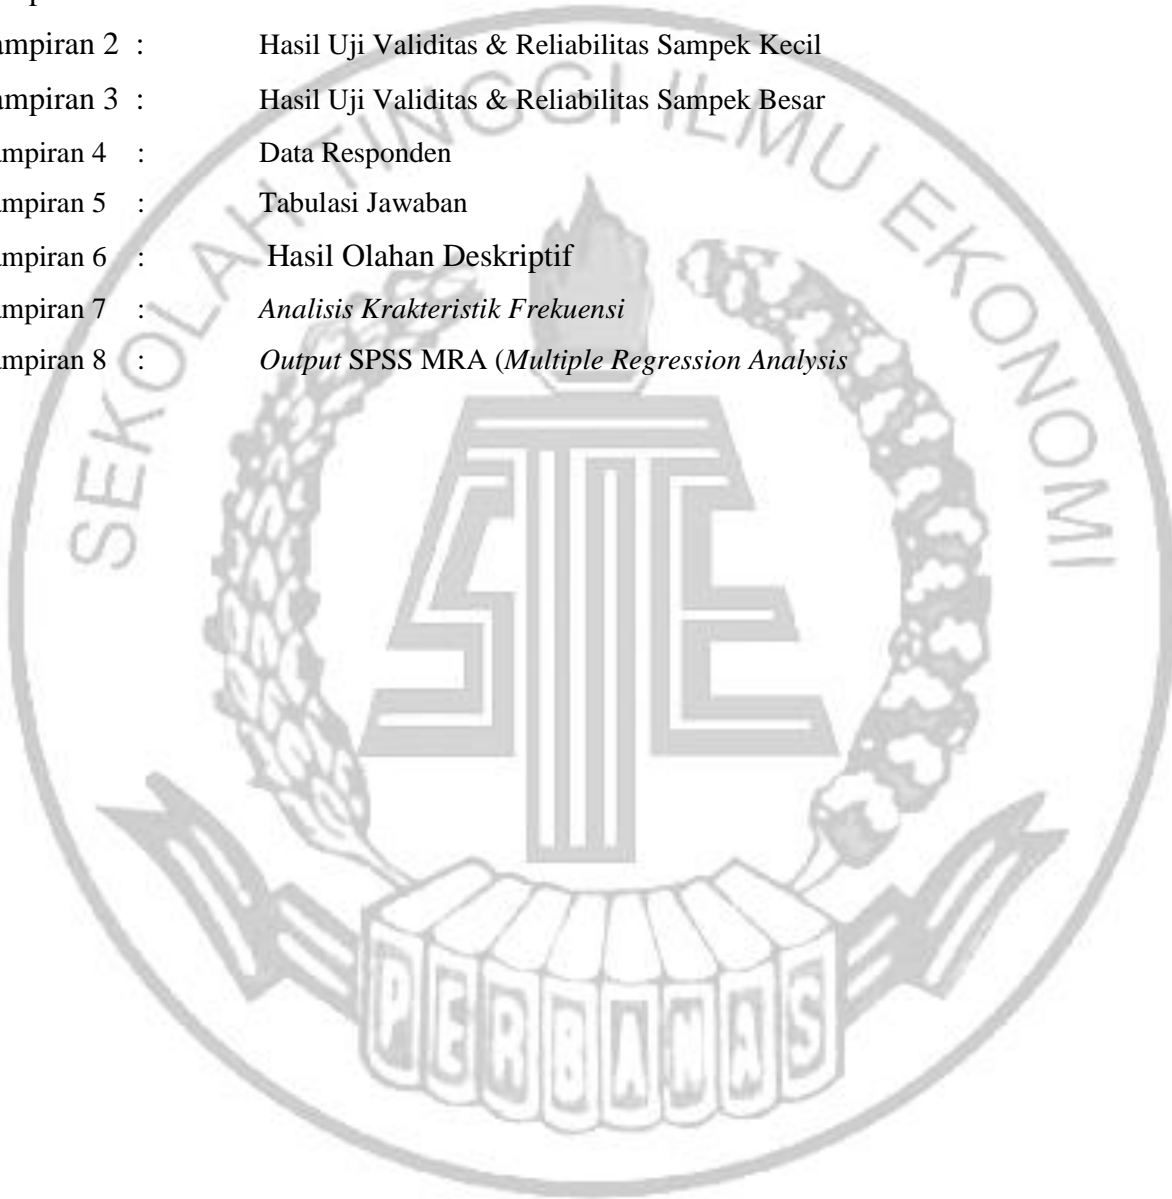 ampiran 2 : Hasil Uji Validitas & Reliabilitas Sampek Kecil
ampiran 3 : Hasil Uji Validitas & Reliabilitas Sampek Besar
ampiran 4 : Data Responden
ampiran 5 : Tabulasi Jawaban
ampiran 6 : Hasil Olahan Deskriptif
ampiran 7 : Analisis Krakteristik Frekuensi
ampiran 8 : Output SPSS MRA (Multiple Regression Analysis
SEKOLAH TINGGI ILMU EKONOMI
STIE
PERBANAS